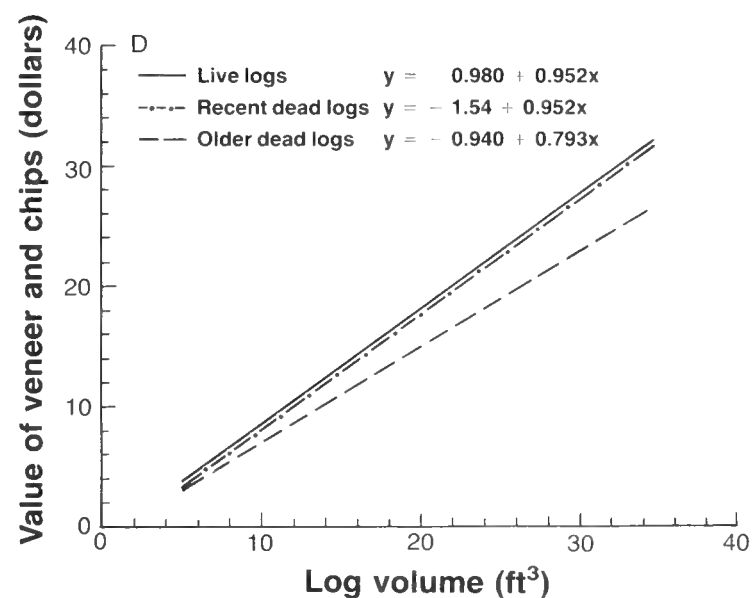 Value of veneer and chips (dollars)
40
30
20
10
0
D
Live logs y = 0.980 + 0.952x
Recent dead logs y = - 1.54 + 0.952x
Older dead logs y = - 0.940 + 0.793x
0 10 20 30 40
Log volume (ft³)